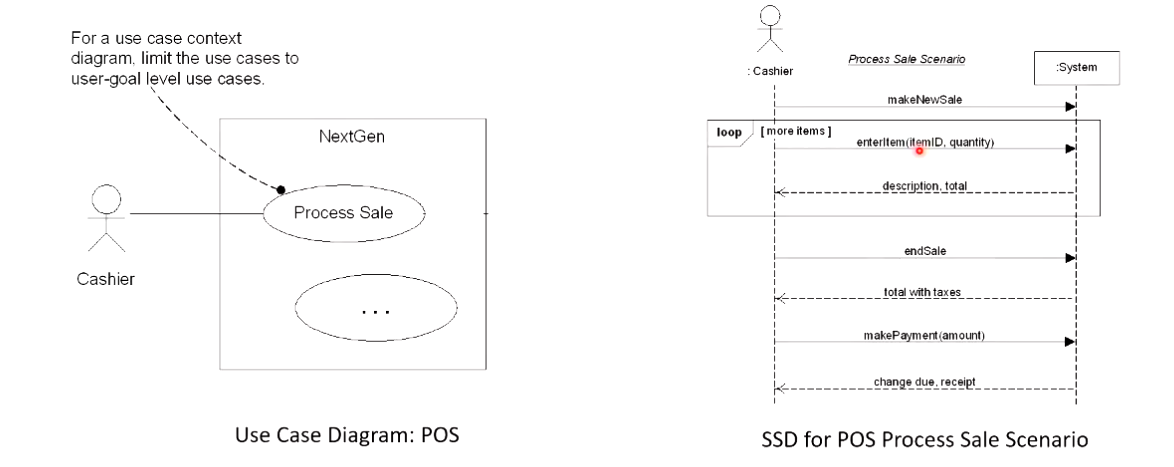 For a use case context
diagram, limit the use cases to
user-goal level use cases.
NextGen
Process Sale
Cashier
. . .
Use Case Diagram: POS
: Cashier
Process Sale Scenario
:System
makeNewSale
loop
[ more items ]
enterItem(itemID, quantity)
description, total
endSale
total with taxes
makePayment(amount)
change due, receipt
SSD for POS Process Sale Scenario